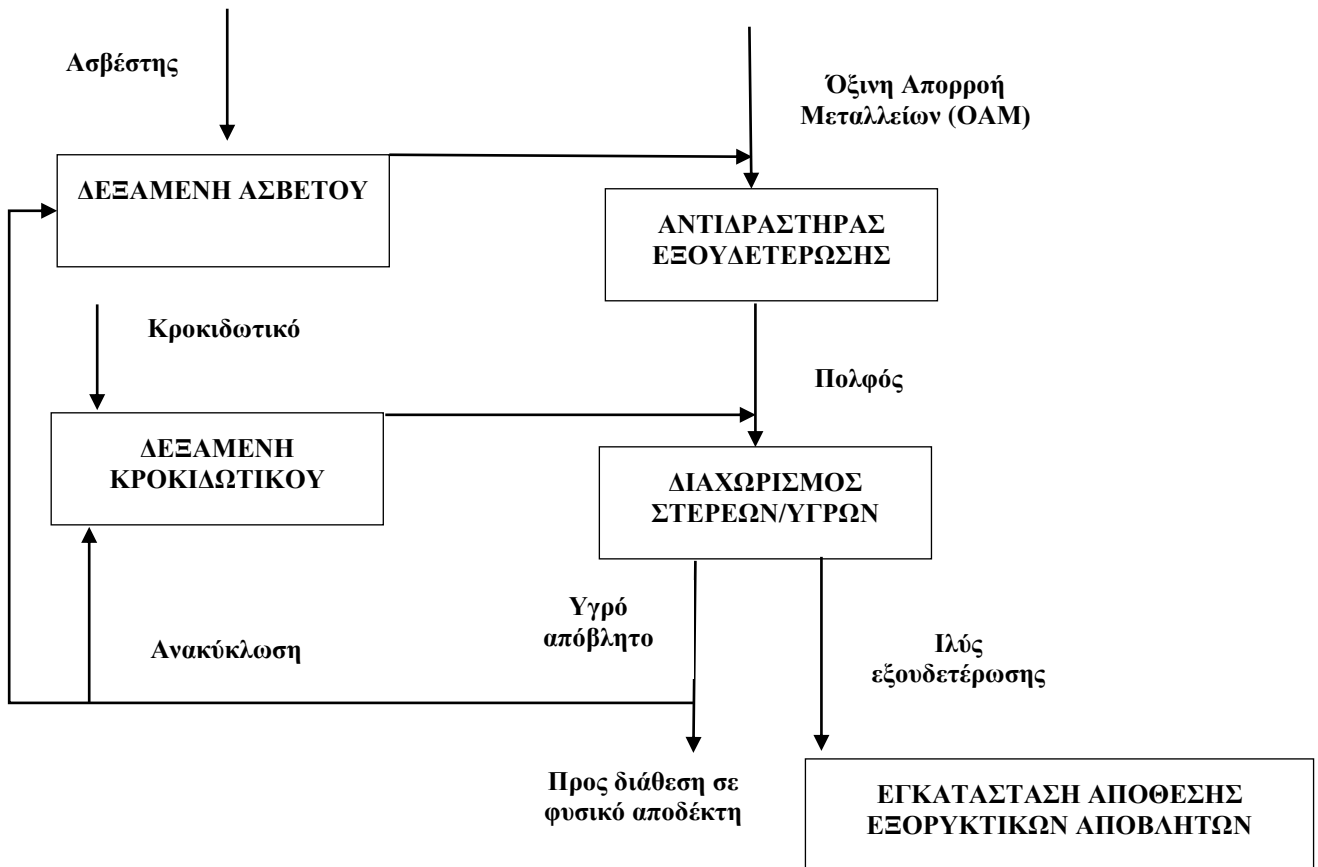 Ασβέστης
Όξινη Απορροή
Μεταλλείων (ΟΑΜ)
ΔΕΞΑΜΕΝΗ ΑΣΒΕΤΟΥ
ΑΝΤΙΔΡΑΣΤΗΡΑΣ
ΕΞΟΥΔΕΤΕΡΩΣΗΣ
Κροκιδωτικό
Πολφός
ΔΕΞΑΜΕΝΗ
ΚΡΟΚΙΔΩΤΙΚΟΥ
ΔΙΑΧΩΡΙΣΜΟΣ
ΣΤΕΡΕΩΝ/ΥΓΡΩΝ
Υγρό
απόβλητο
Ανακύκλωση
Ιλύς
εξουδετέρωσης
Προς διάθεση σε
φυσικό αποδέκτη
ΕΓΚΑΤΑΣΤΑΣΗ ΑΠΟΘΕΣΗΣ
ΕΞΟΡΥΚΤΙΚΩΝ ΑΠΟΒΛΗΤΩΝ